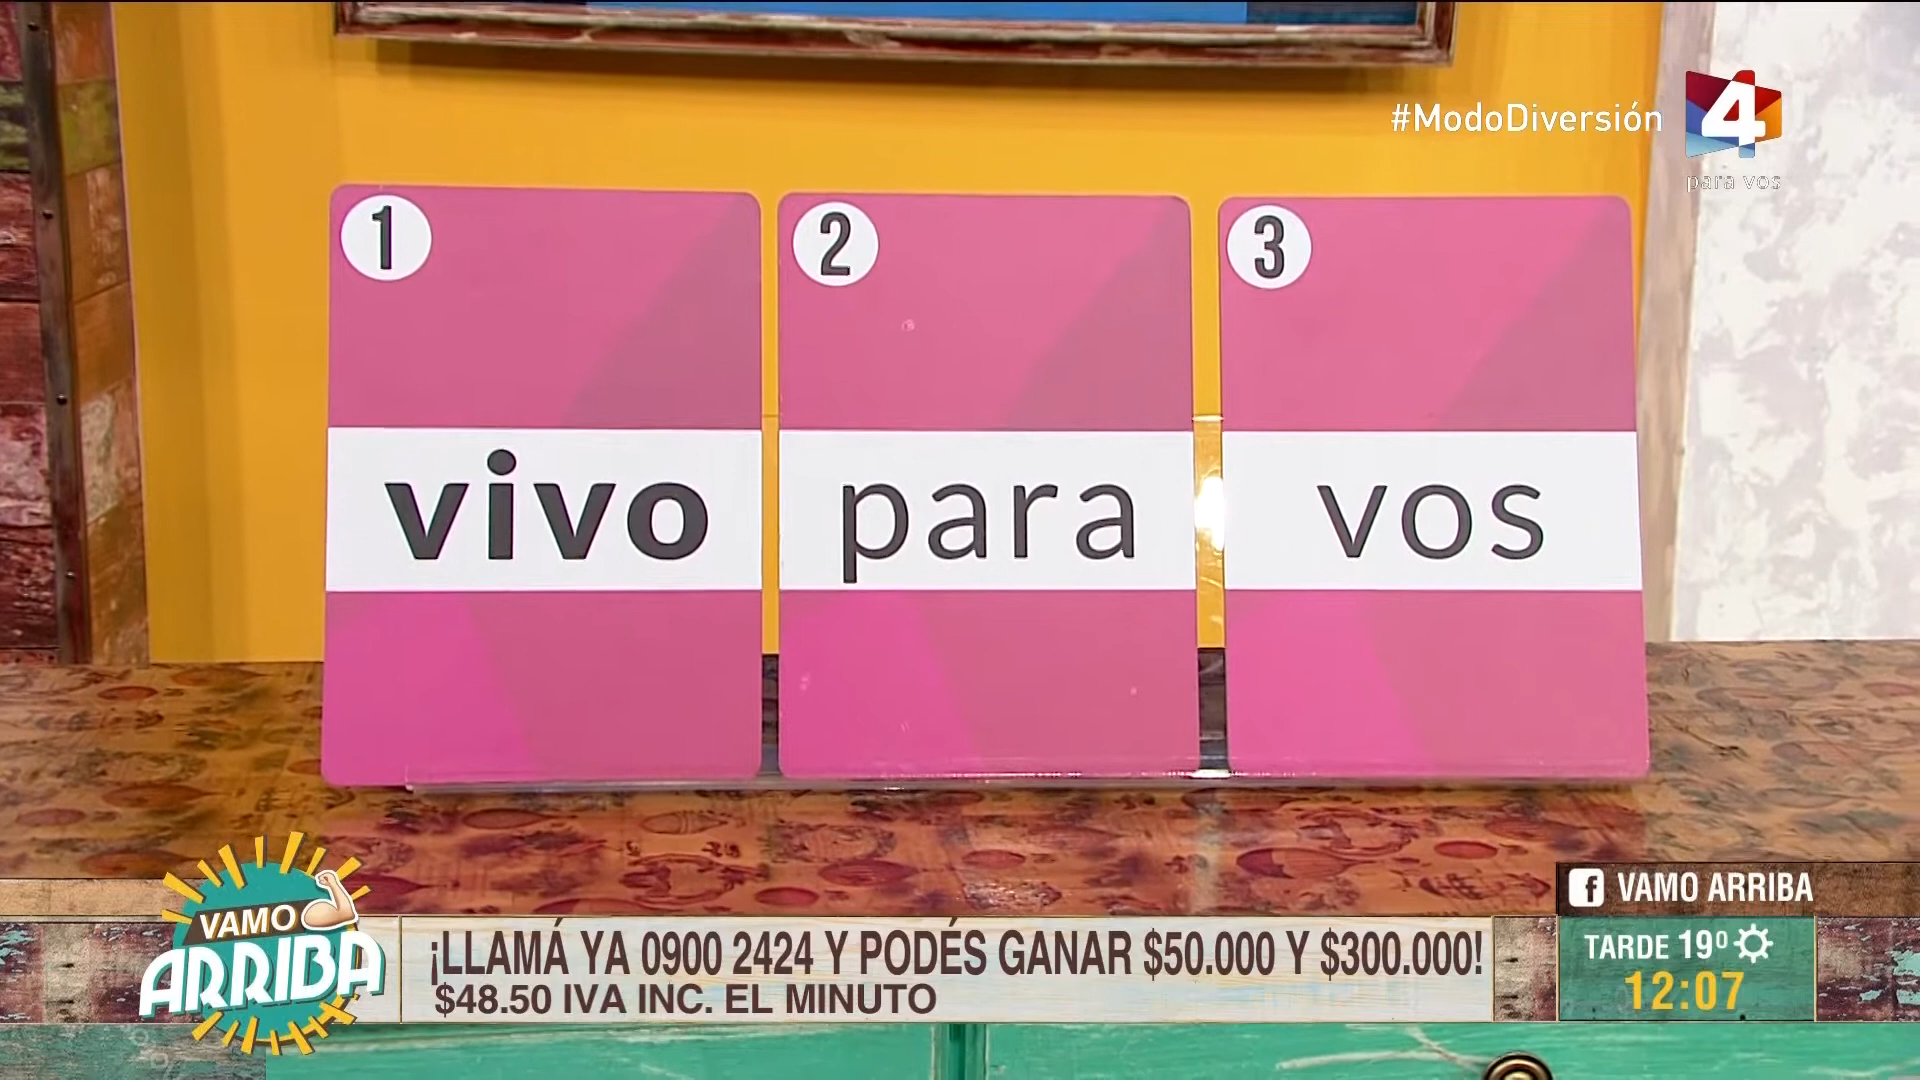 #ModoDiversión
4
para vos
1
2
3
vivo
para
vos
VAMO
ARRIBA
¡LLAMÁ YA 0900 2424 Y PODÉS GANAR $50.000 Y $300.000!
$48.50 IVA INC. EL MINUTO
f VAMO ARRIBA
TARDE 19º
12:07